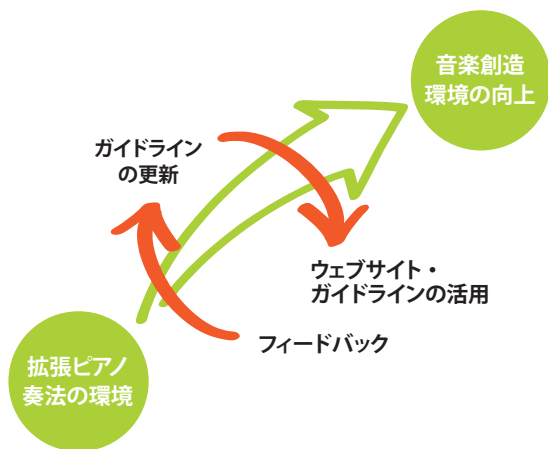 音楽創造
環境の向上
ガイドライン
の更新
ウェブサイト・
ガイドラインの活用
フィードバック
拡張ピアノ
奏法の環境